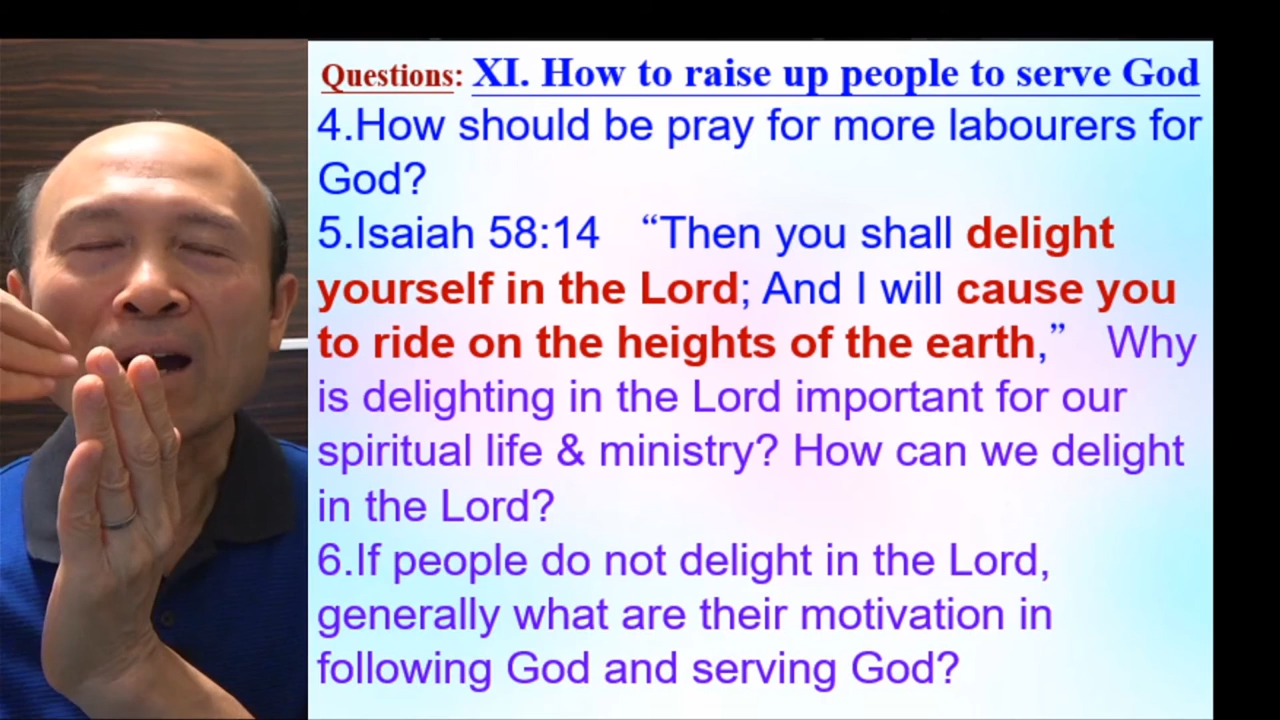 Questions: XI. How to raise up people to serve God
4.How should be pray for more labourers for
God?
5.Isaiah 58:14 “Then you shall delight
yourself in the Lord; And I will cause you
to ride on the heights of the earth,” Why
is delighting in the Lord important for our
spiritual life & ministry? How can we delight
in the Lord?
6.If people do not delight in the Lord,
generally what are their motivation in
following God and serving God?